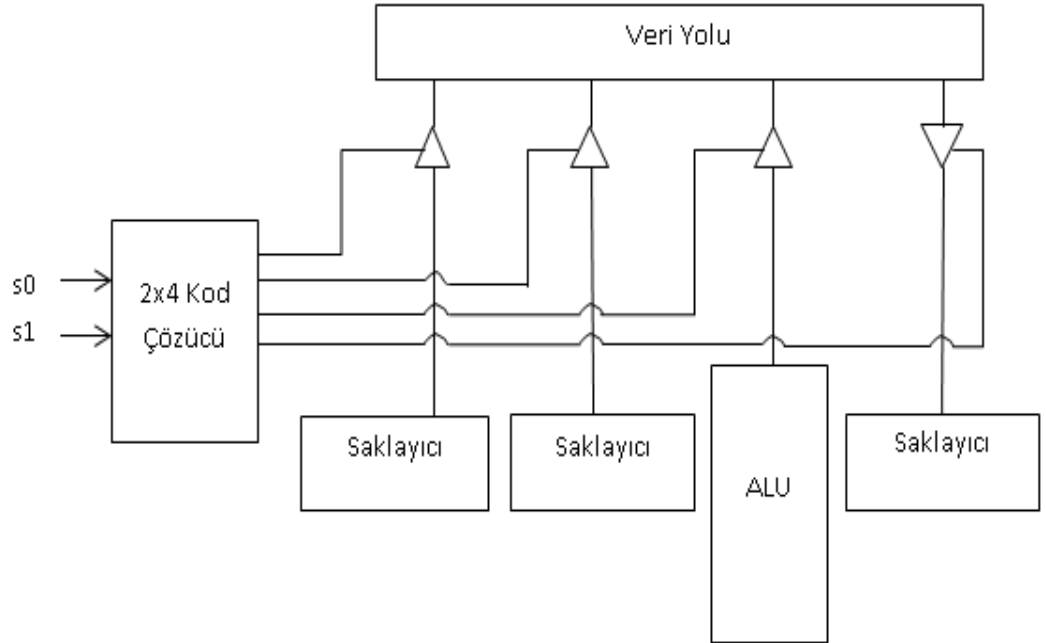 Veri Yolu
s0
s1
2x4 Kod
Çözücü
Saklayıcı
Saklayıcı
ALU
Saklayıcı